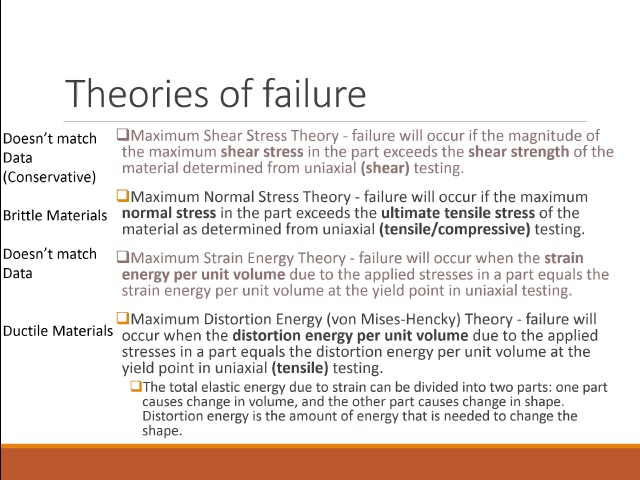 Theories of failure
Doesn't match
Data
(Conservative)
❑Maximum Shear Stress Theory - failure will occur if the magnitude of
the maximum shear stress in the part exceeds the shear strength of the
material determined from uniaxial (shear) testing.
Brittle Materials
❑Maximum Normal Stress Theory - failure will occur if the maximum
normal stress in the part exceeds the ultimate tensile stress of the
material as determined from uniaxial (tensile/compressive) testing.
Doesn't match
Data
❑Maximum Strain Energy Theory - failure will occur when the strain
energy per unit volume due to the applied stresses in a part equals the
strain energy per unit volume at the yield point in uniaxial testing.
Ductile Materials
❑Maximum Distortion Energy (von Mises-Hencky) Theory - failure will
occur when the distortion energy per unit volume due to the applied
stresses in a part equals the distortion energy per unit volume at the
yield point in uniaxial (tensile) testing.
❑The total elastic energy due to strain can be divided into two parts: one part
causes change in volume, and the other part causes change in shape.
Distortion energy is the amount of energy that is needed to change the
shape.